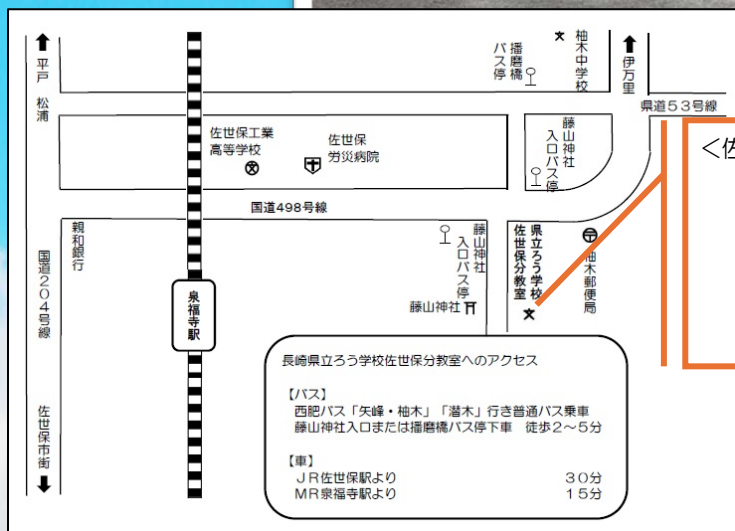 平戸　松浦
国道204号線
佐世保市街
親和銀行
泉福寺駅
佐世保工業
高等学校
佐世保
労災病院
国道498号線
播磨橋
バス停
柚木中学校
伊万里
県道53号線
藤山神社
入口バス停
藤山神社
入口バス停
藤山神社
県立ろう学校
佐世保分教室
柚木郵便局
＜佐
長崎県立ろう学校佐世保分教室へのアクセス
【バス】
西肥バス「矢峰・柚木」「潜木」行き普通バス乗車
藤山神社入口または播磨橋バス停下車　徒歩2～5分
【車】
JR佐世保駅より　30分
MR泉福寺駅より　15分